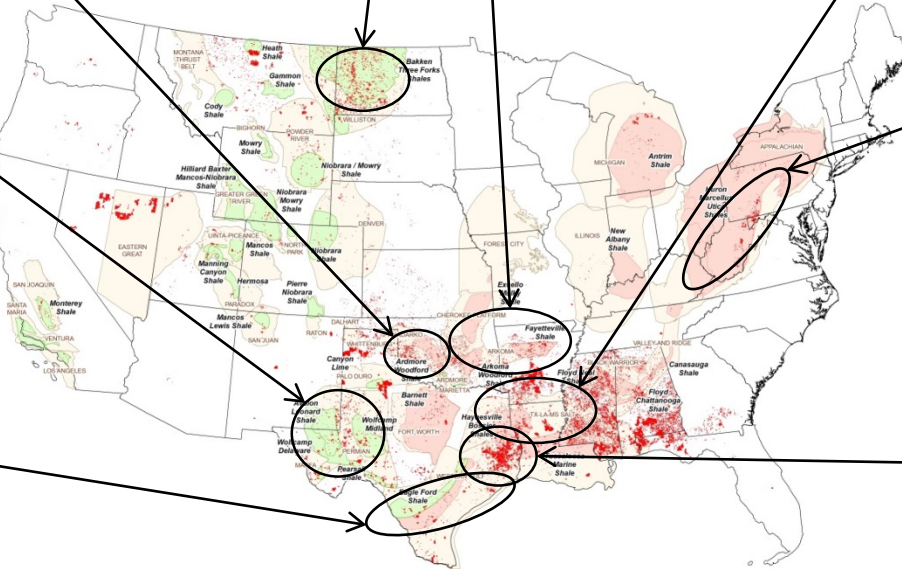 MONTANA
THRUST
BELT
Heath
Shale
Gammon
Shale
Bakken
Three Forks
Shales
WILLISTON
Cody
Shale
BIGHORN
POWDER
RIVER
Mowry
Shale
Hilliard Baxter
Mancos-Niobrara
Shale
Niobrara / Mowry
Shale
GREATER GREEN
RIVER
Niobrara
Mowry
Shale
DENVER
UINTA-PICEANCE
NORTH
PARK
Niobrara
Shale
Mancos
Shale
Manning
Canyon
Shale
Hermosa
Pierre
Niobrara
Shale
PARADOX
Mancos
Lewis Shale
SAN JUAN
RATON
EASTERN
GREAT
SAN JOAQUIN
SANTA
MARIA
Monterey
Shale
VENTURA
LOS ANGELES
MICHIGAN
Antrim
Shale
APPALACHIAN
Huron
Marcellus
Utica
Shales
ILLINOIS
New
Albany
Shale
FOREST CITY
Shale
CHEROKEE PLATFORM
Fayetteville
Shale
ARKOMA
Arkoma
Woodford
Shale
DALHART
Canyon
Lime
PALO DURO
Ardmore
Woodford
Shale
ARDMORE
MARIETTA
Barnett
Shale
FORT WORTH
Leonard
Shale
Wolfcamp
Midland
Wolfcamp
Delaware
PERMIAN
Shale
Eagle Ford
Shale
Haynesville
Shales
TX-LA-MS SALT
Marine
Shale
BLACK WARRIOR
Floyd
Chattanooga
Shale
VALLEY AND RIDGE
Canasauga
Shale